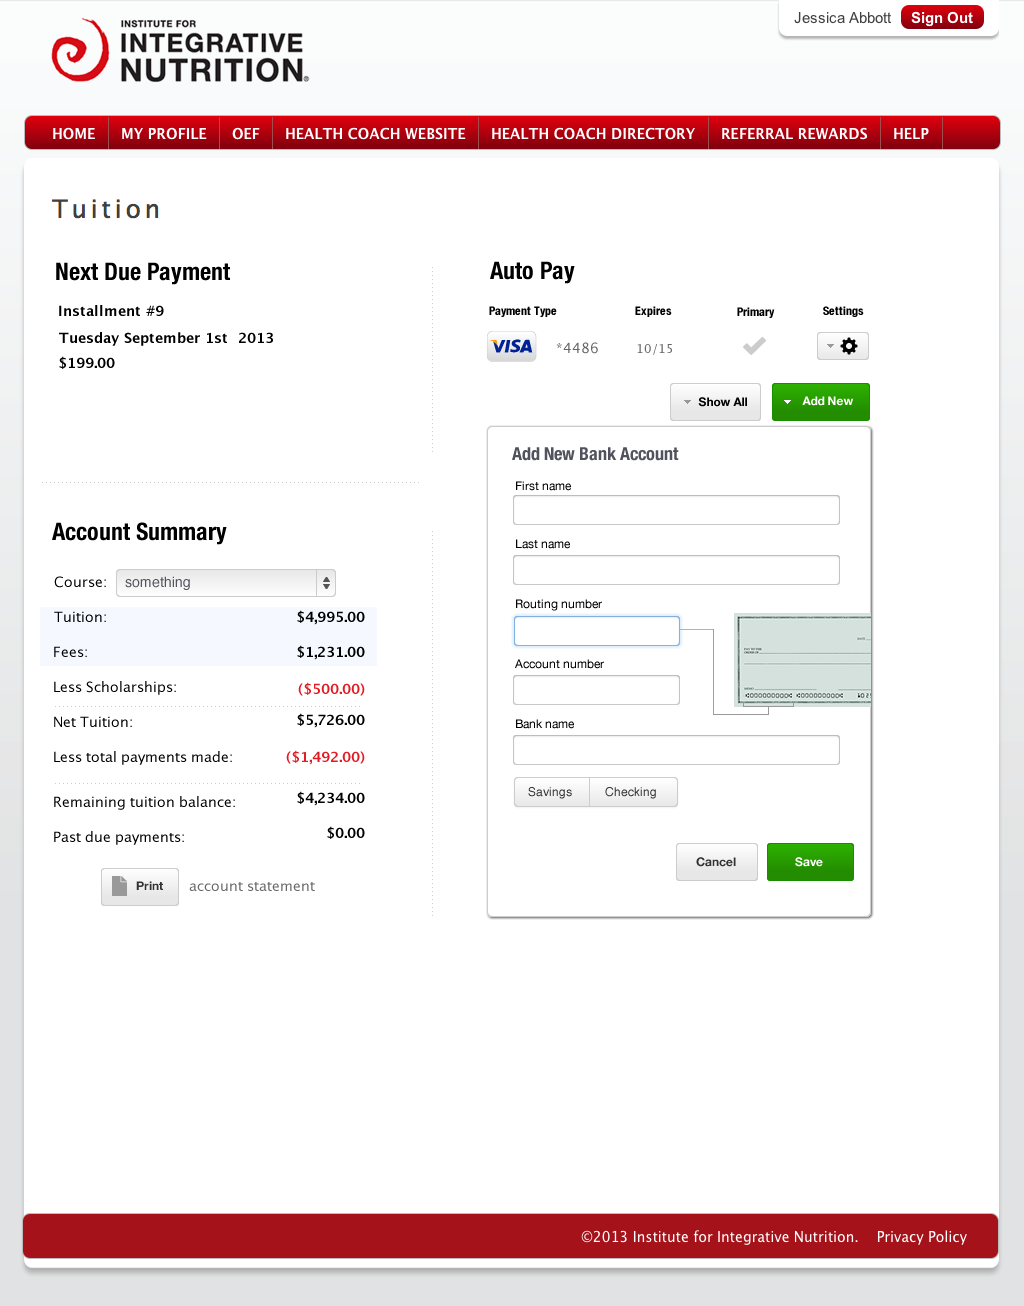 Jessica Abbott Sign Out
INSTITUTE FOR
INTEGRATIVE
NUTRITION®
HOME MY PROFILE OEF HEALTH COACH WEBSITE HEALTH COACH DIRECTORY REFERRAL REWARDS HELP
Tuition
Next Due Payment
Installment #9
Tuesday September 1st 2013
$199.00
Auto Pay
Payment Type Expires Primary Settings
VISA *4486 10/15
Show All Add New
Add New Bank Account
First name
Last name
Routing number
Account number
Bank name
Savings Checking
Cancel Save
Account Summary
Course: something
Tuition: $4,995.00
Fees: $1,231.00
Less Scholarships: ($500.00)
Net Tuition: $5,726.00
Less total payments made: ($1,492.00)
Remaining tuition balance: $4,234.00
Past due payments: $0.00
Print account statement
©2013 Institute for Integrative Nutrition. Privacy Policy